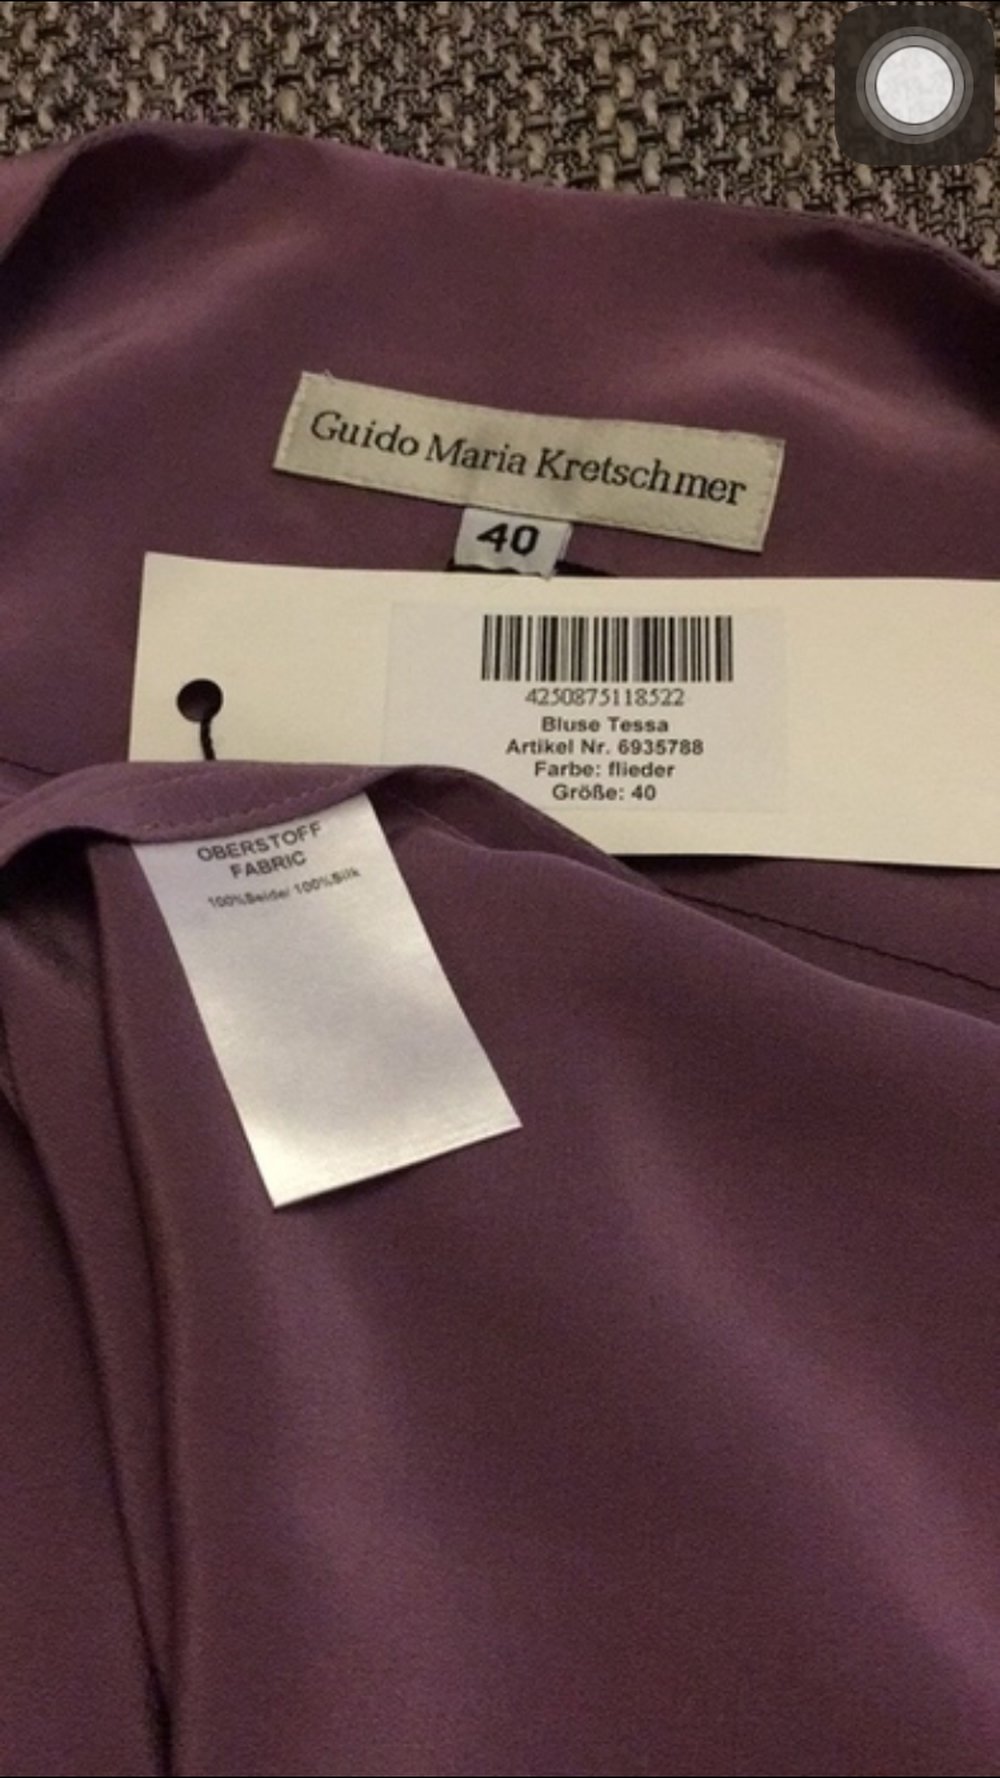 Guido Maria Kretschmer
40
4250875118522
Bluse Tessa
Artikel Nr. 6935788
Farbe: flieder
Größe: 40
OBERSTOFF
FABRIC
100%Seide/ 100%Silk